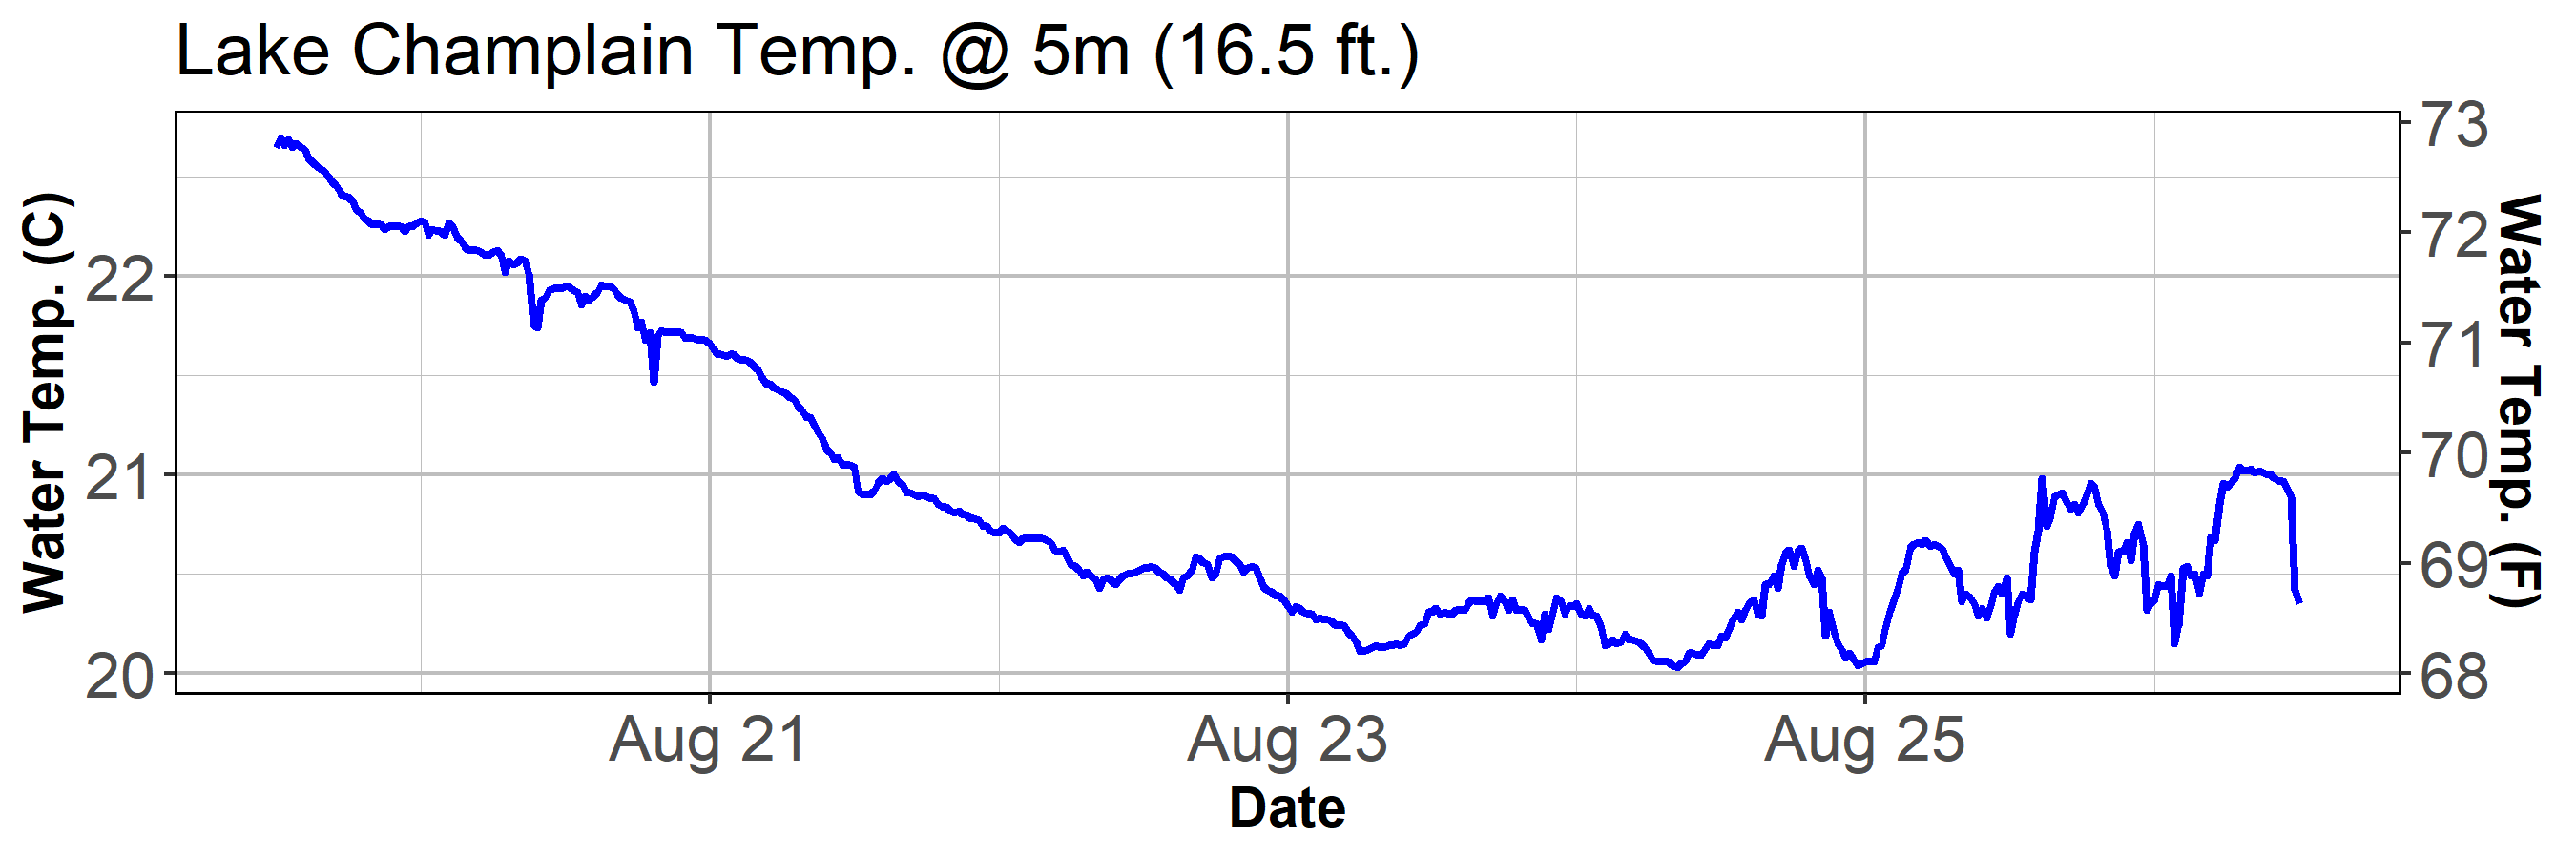 Lake Champlain Temp. @ 5m (16.5 ft.)
Water Temp. (C)
22
21
20
73
72
71
70
69
68
Water Temp. (F)
Aug 21
Aug 23
Aug 25
Date